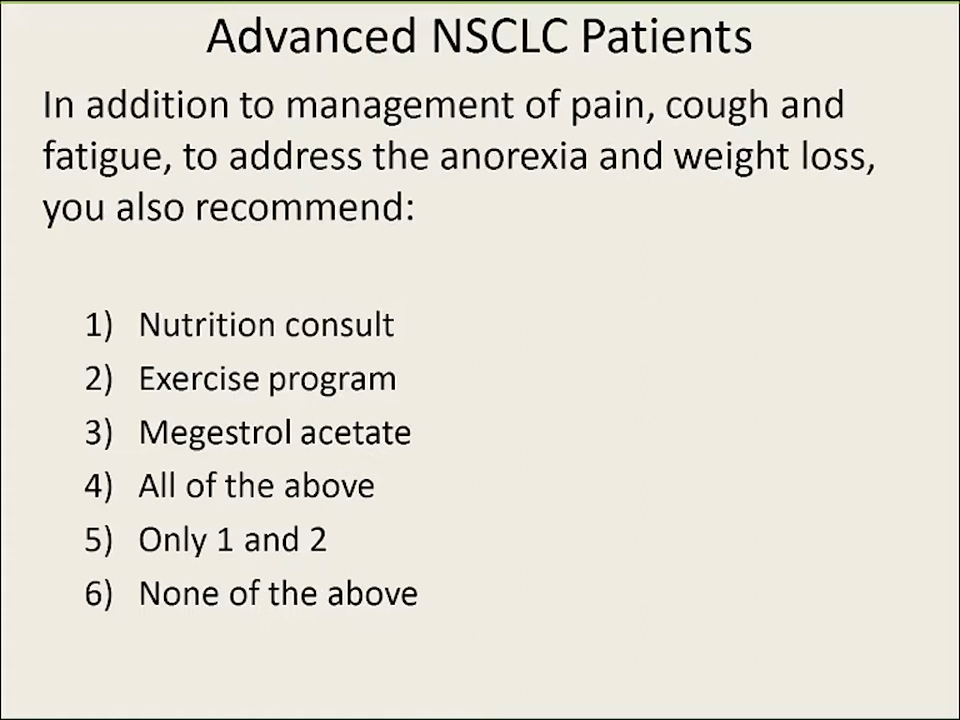 Advanced NSCLC Patients
In addition to management of pain, cough and
fatigue, to address the anorexia and weight loss,
you also recommend:
1) Nutrition consult
2) Exercise program
3) Megestrol acetate
4) All of the above
5) Only 1 and 2
6) None of the above